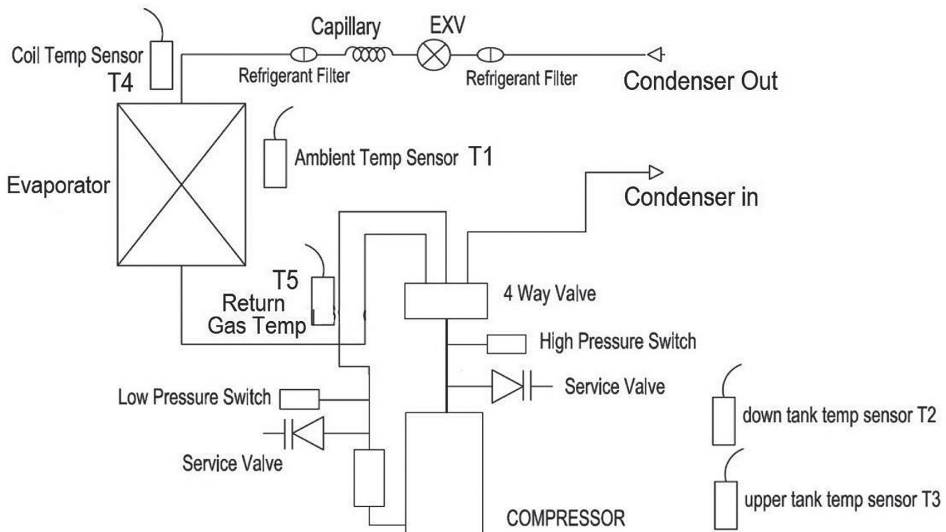 Capillary
EXV
Coil Temp Sensor
T4
Refrigerant Filter
Refrigerant Filter
Condenser Out
Ambient Temp Sensor T1
Evaporator
Condenser in
T5
Return
Gas Temp
4 Way Valve
High Pressure Switch
Service Valve
Low Pressure Switch
down tank temp sensor T2
Service Valve
upper tank temp sensor T3
COMPRESSOR